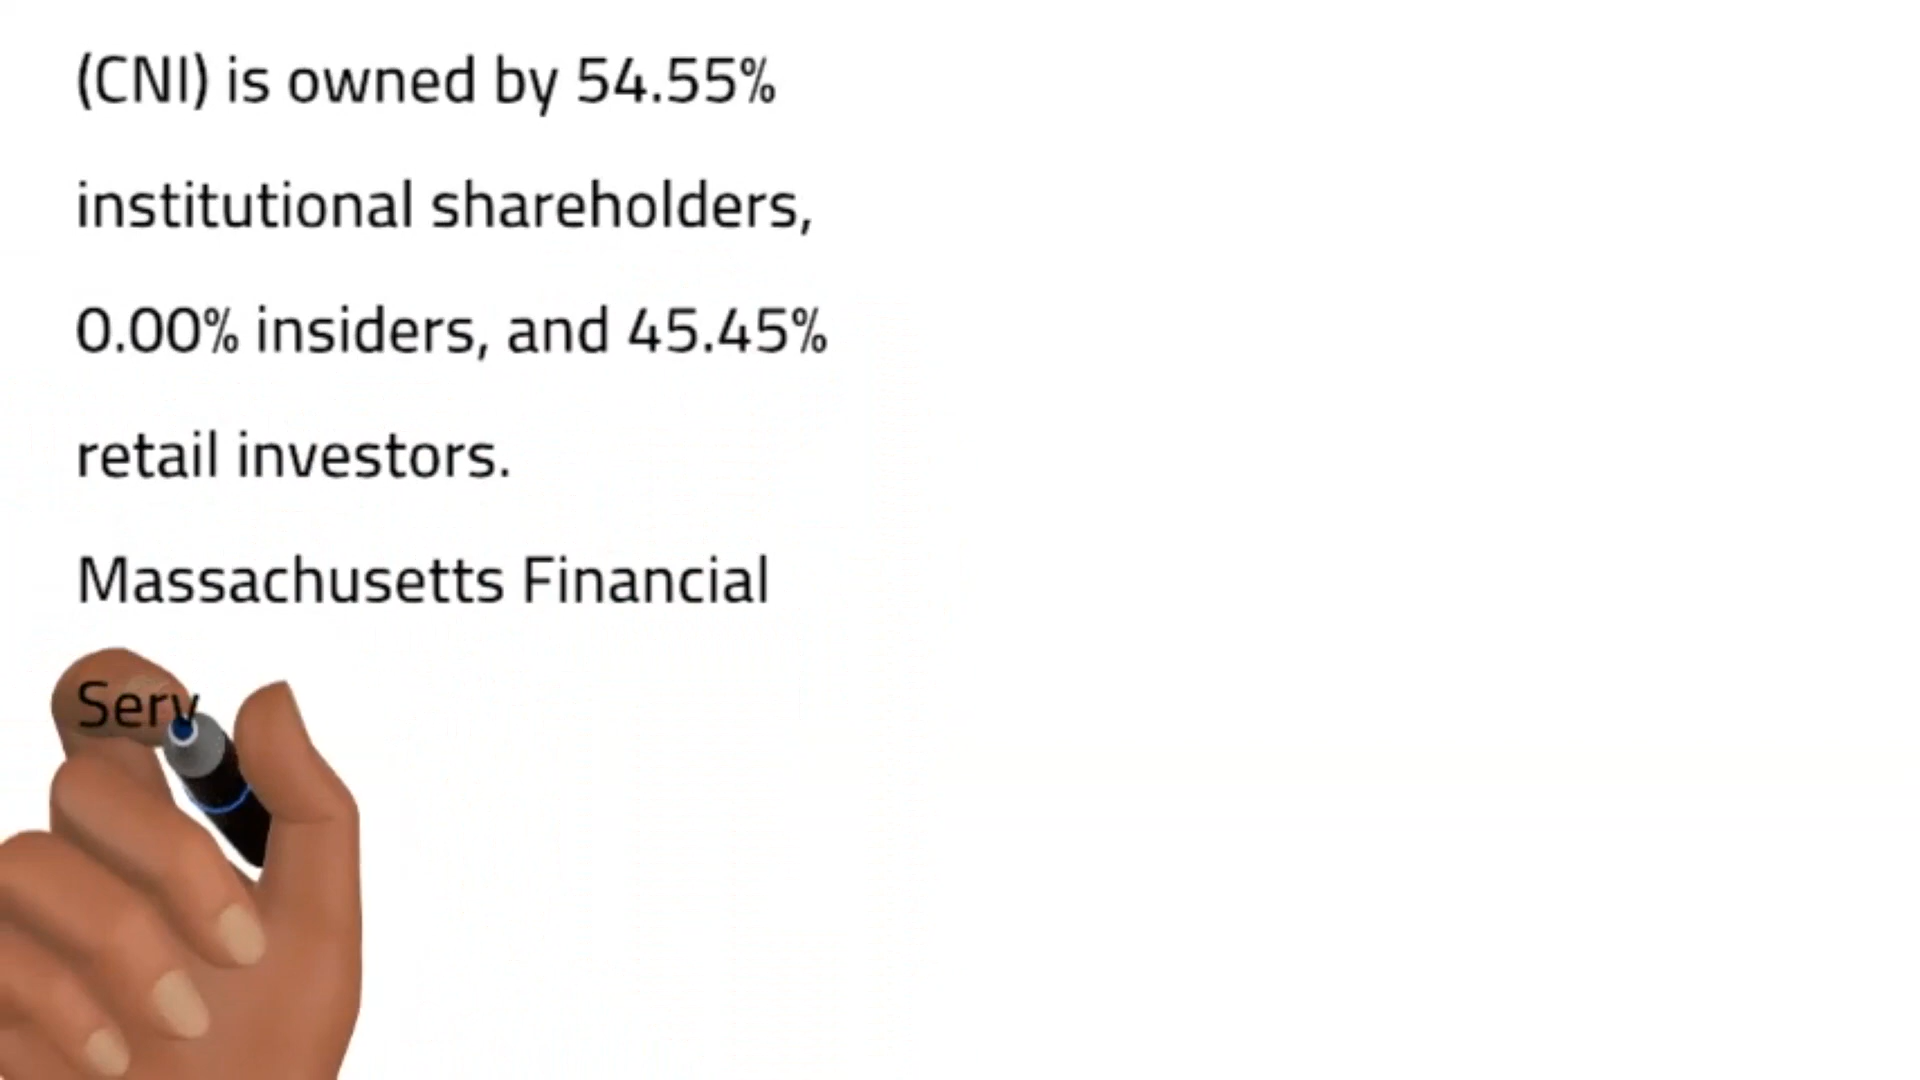 (CNI) is owned by 54.55%
institutional shareholders,
0.00% insiders, and 45.45%
retail investors.
Massachusetts Financial
Serv